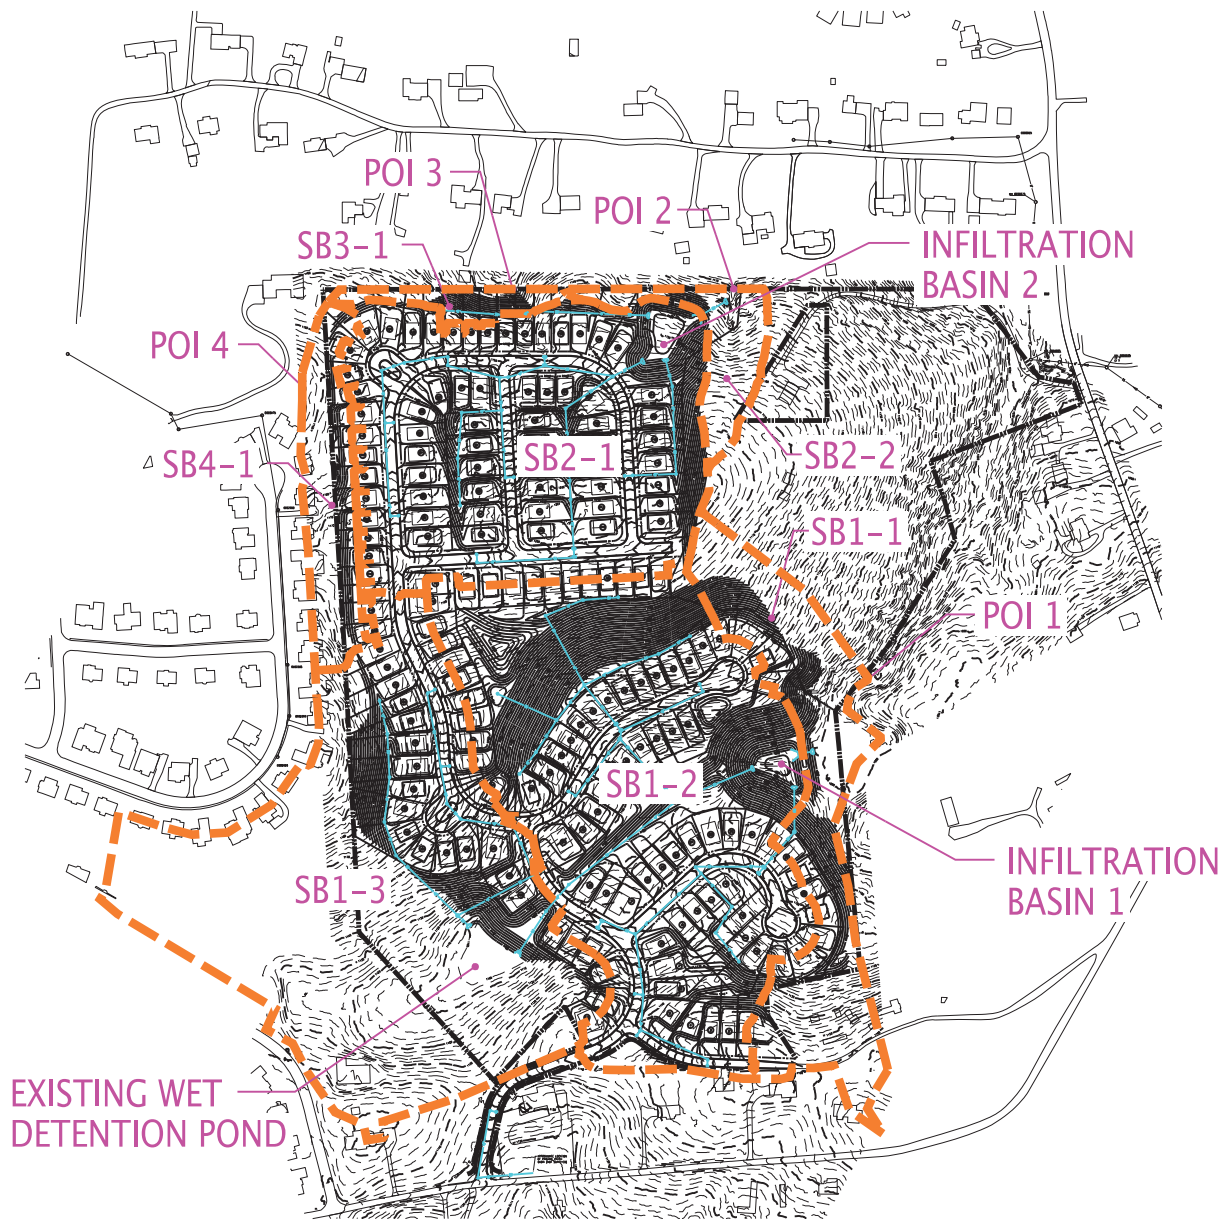 POI 3
POI 2
SB3-1
INFILTRATION
BASIN 2
POI 4
SB2-1
SB2-2
SB4-1
SB1-1
POI 1
SB1-2
INFILTRATION
BASIN 1
SB1-3
EXISTING WET
DETENTION POND